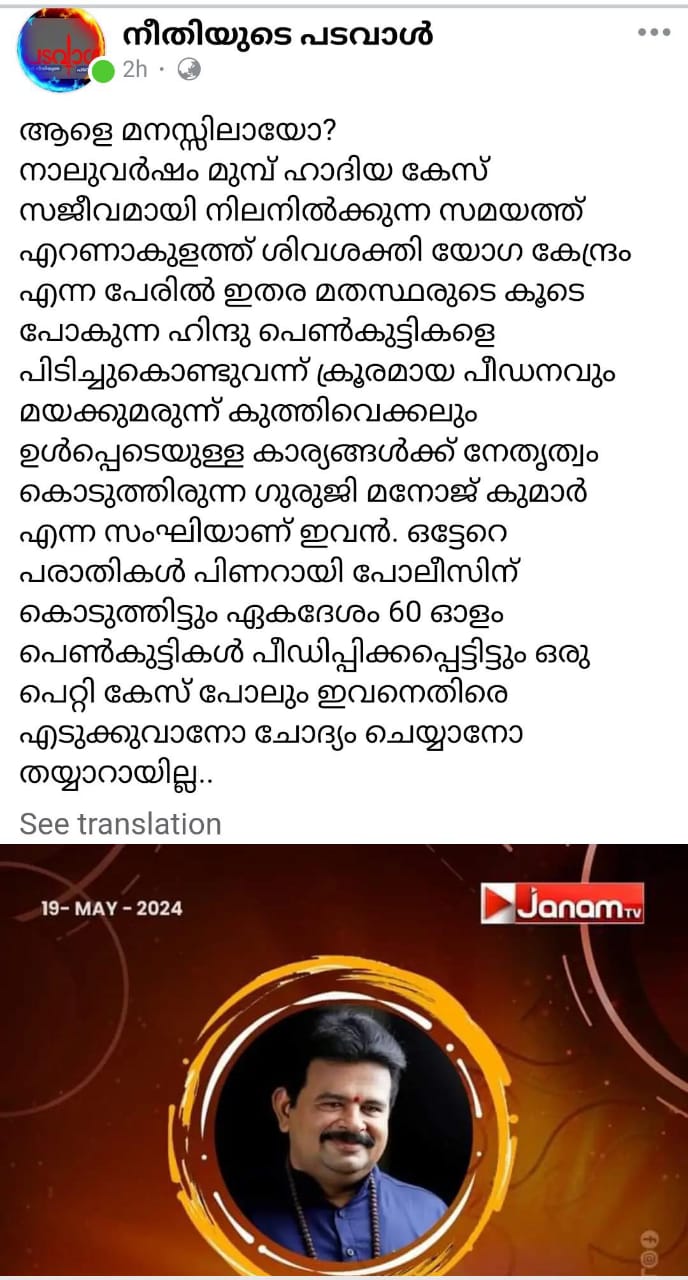 നീതിയുടെ പടവാൾ
2h ·
ആളെ മനസ്സിലായോ?
നാലുവർഷം മുമ്പ് ഹാദിയ കേസ്
സജീവമായി നിലനിൽക്കുന്ന സമയത്ത്
എറണാകുളത്ത് ശിവശക്തി യോഗ കേന്ദ്രം
എന്ന പേരിൽ ഇതര മതസ്ഥരുടെ കൂടെ
പോകുന്ന ഹിന്ദു പെൺകുട്ടികളെ
പിടിച്ചുകൊണ്ടുവന്ന് ക്രൂരമായ പീഡനവും
മയക്കുമരുന്ന് കുത്തിവെക്കലും
ഉൾപ്പെടെയുള്ള കാര്യങ്ങൾക്ക് നേതൃത്വം
കൊടുത്തിരുന്ന ഗുരുജി മനോജ് കുമാർ
എന്ന സംഘിയാണ് ഇവൻ. ഒട്ടേറെ
പരാതികൾ പിണറായി പോലീസിന്
കൊടുത്തിട്ടും ഏകദേശം 60 ഓളം
പെൺകുട്ടികൾ പീഡിപ്പിക്കപ്പെട്ടിട്ടും ഒരു
പെറ്റി കേസ് പോലും ഇവനെതിരെ
എടുക്കുവാനോ ചോദ്യം ചെയ്യാനോ
തയ്യാറായില്ല..
See translation
19- MAY - 2024
Janam TV